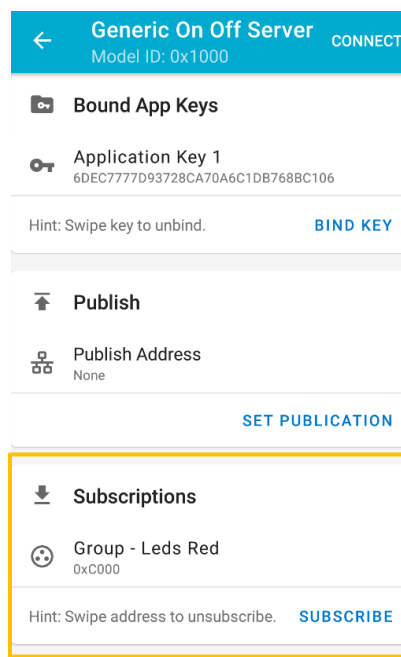 Generic On Off Server
CONNECT
Model ID: 0x1000
Bound App Keys
Application Key 1
6DEC7777D93728CA70A6C1DB768BC106
Hint: Swipe key to unbind.
BIND KEY
Publish
Publish Address
None
SET PUBLICATION
Subscriptions
Group - Leds Red
0xC000
Hint: Swipe address to unsubscribe.
SUBSCRIBE